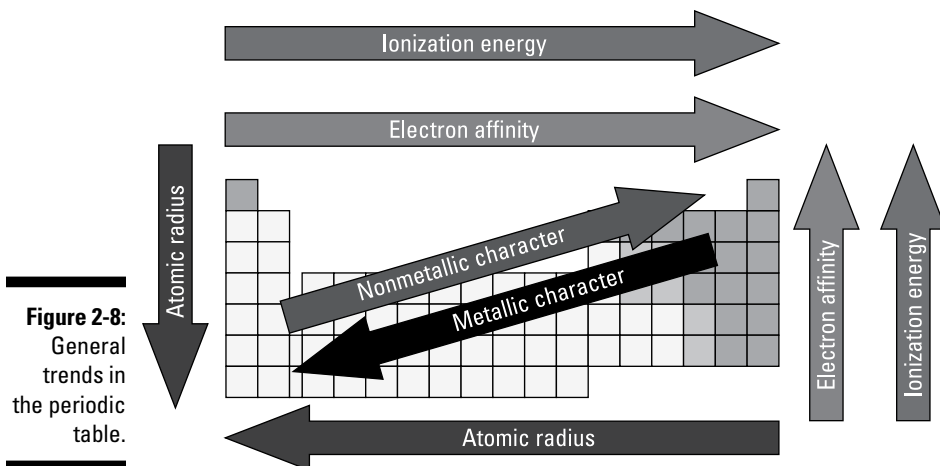 Ionization energy
Electron affinity
Atomic radius
Nonmetallic character
Metallic character
Electron affinity
Ionization energy
Figure 2-8:
General
trends in
the periodic
table.
Atomic radius